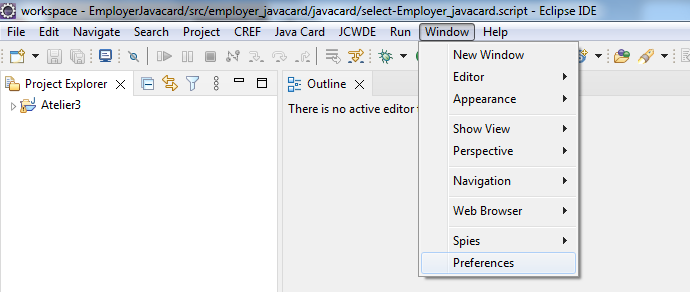 workspace - EmployerJavacard/src/employer_javacard/javacard/select-Employer_javacard.script - Eclipse IDE
File Edit Navigate Search Project CREF Java Card JCWDE Run Window Help
New Window
Editor
Appearance
Show View
Perspective
Navigation
Web Browser
Spies
Preferences
Project Explorer
Atelier3
Outline
There is no active editor